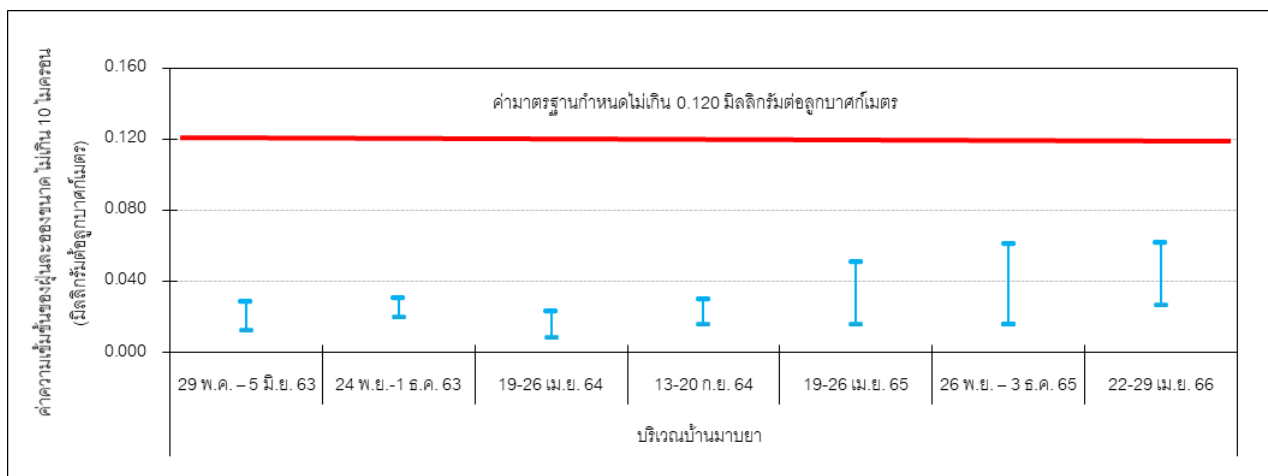 ค่าความเข้มข้นของฝุ่นละอองขนาด ไม่เกิน 10 ไมครอน
(มิลลิกรัมต้อลูกบาศก์เมตร)
0.160
ค่ามาตรฐานกำหนดไม่เกิน 0.120 มิลลิกรัมต่อลูกบาศก์เมตร
0.120
0.080
0.040
0.000
29 พ.ค. – 5 มิ.ย. 63 24 พ.ย.-1 ธ.ค. 63 19-26 เม.ย. 64 13-20 ก.ย. 64 19-26 เม.ย. 65 26 พ.ย. – 3 ธ.ค. 65 22-29 เม.ย. 66
บริเวณบ้านมาบยา